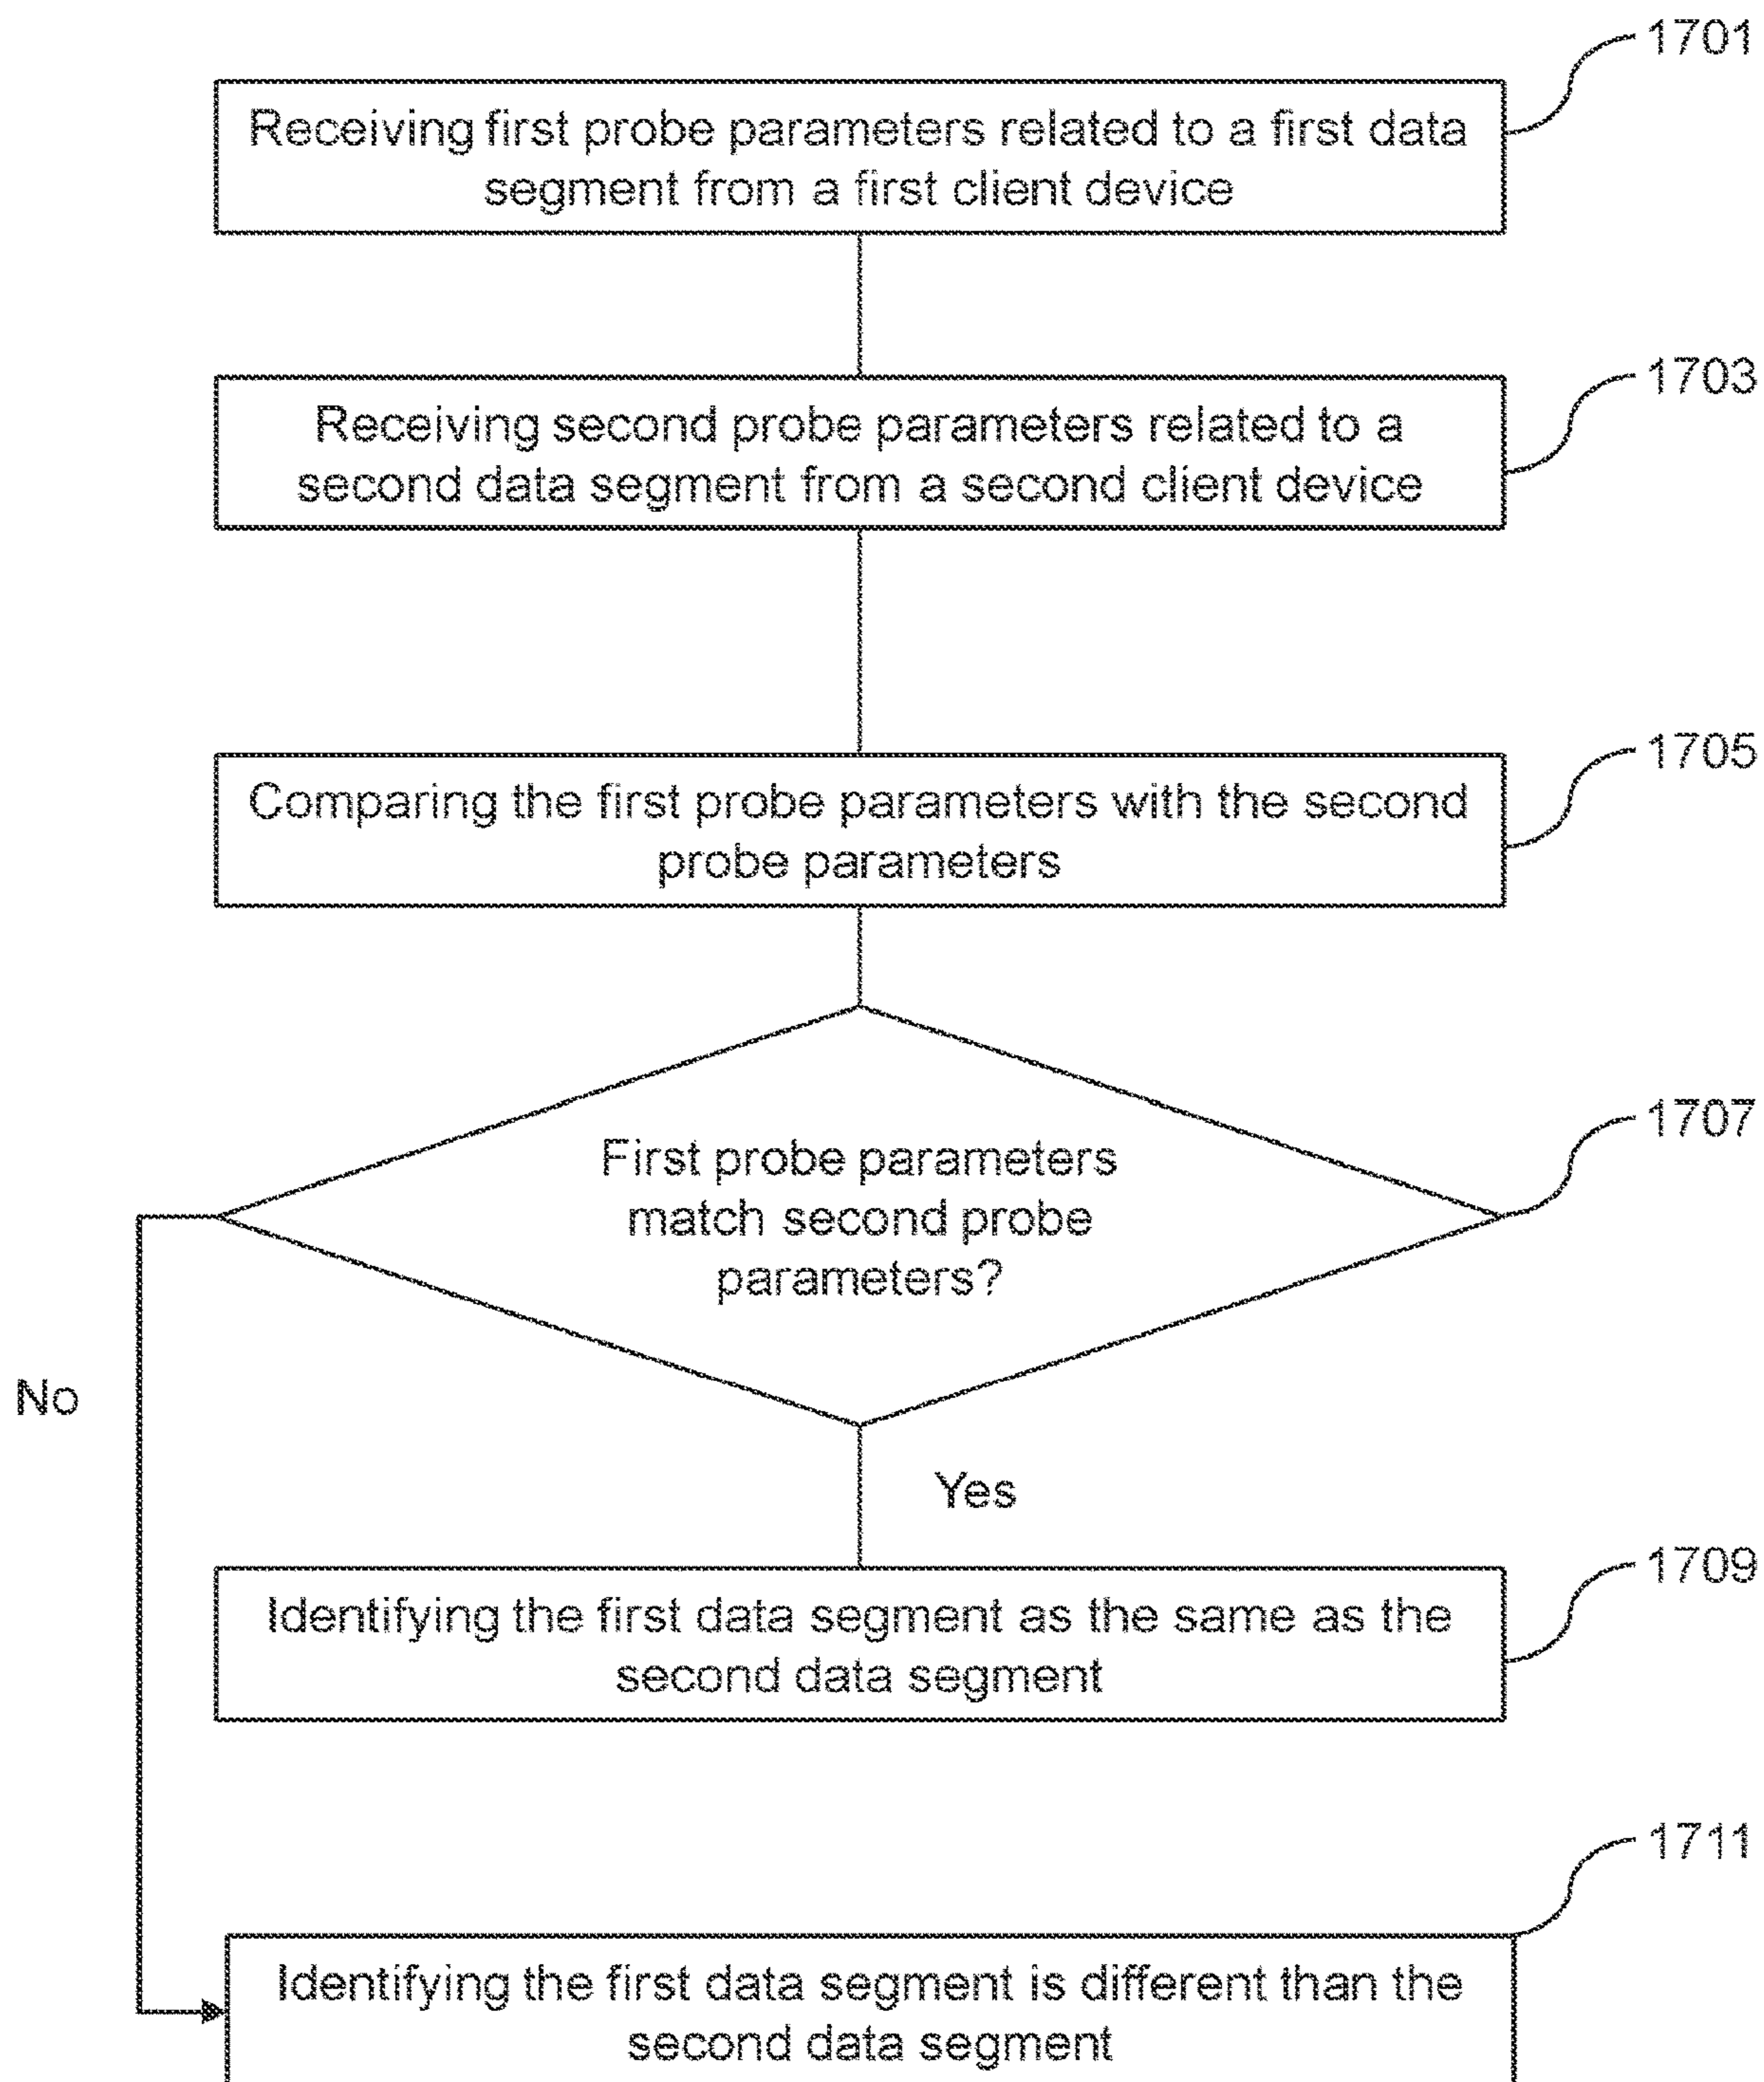 1701
Receiving first probe parameters related to a first data
segment from a first client device
1703
Receiving second probe parameters related to a
second data segment from a second client device
1705
Comparing the first probe parameters with the second
probe parameters
1707
First probe parameters
match second probe
parameters?
No
Yes
1709
Identifying the first data segment as the same as the
second data segment
1711
Identifying the first data segment is different than the
second data segment